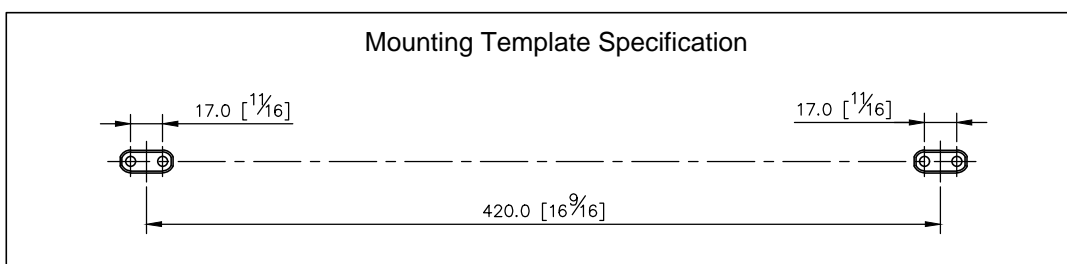 Mounting Template Specification
17.0 [11/16]
17.0 [11/16]
420.0 [16 9/16]